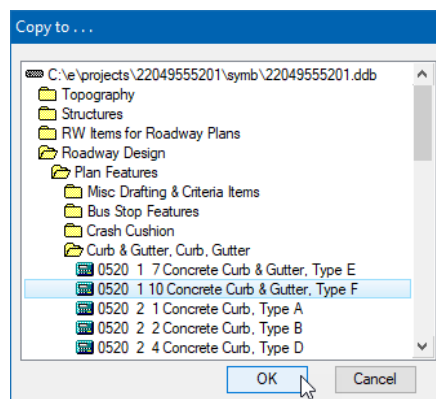 Copy to . . .
C:\e\projects\22049555201\symb\22049555201.ddb
Topography
Structures
RW Items for Roadway Plans
Roadway Design
Plan Features
Misc Drafting & Criteria Items
Bus Stop Features
Crash Cushion
Curb & Gutter, Curb, Gutter
0520 1 7 Concrete Curb & Gutter, Type E
0520 1 10 Concrete Curb & Gutter, Type F
0520 2 1 Concrete Curb, Type A
0520 2 2 Concrete Curb, Type B
0520 2 4 Concrete Curb, Type D
OK Cancel